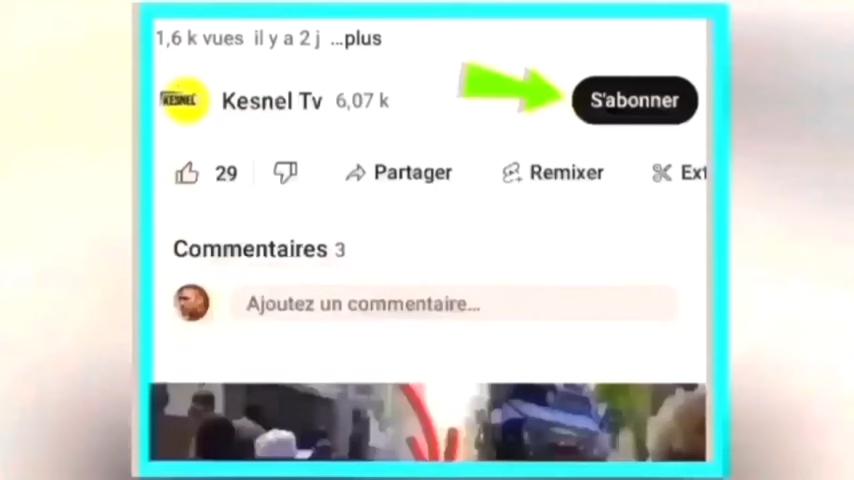 1,6 k vues il y a 2 j ...plus
KESNEL Kesnel Tv 6,07 k S'abonner
29 Partager Remixer Ext
Commentaires 3
Ajoutez un commentaire...